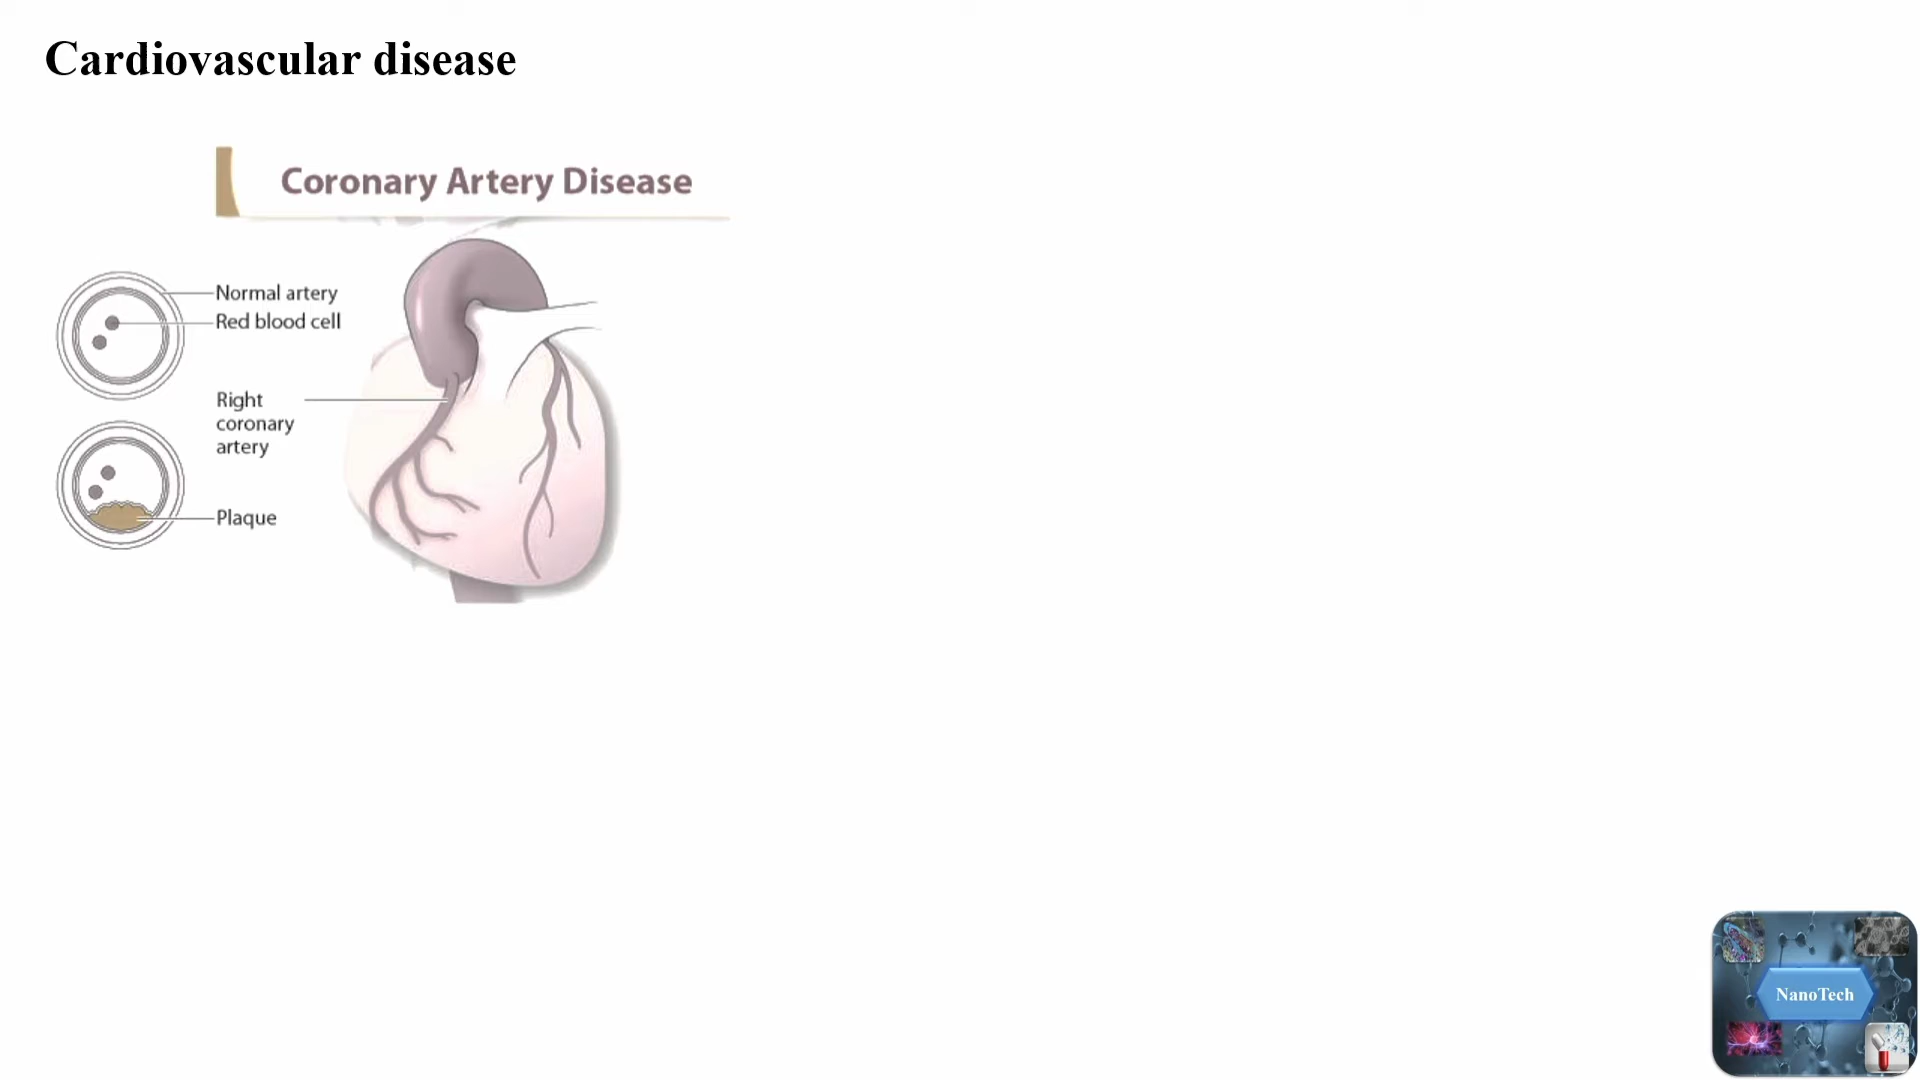 Cardiovascular disease
Coronary Artery Disease
Normal artery
Red blood cell
Right
coronary
artery
Plaque
NanoTech